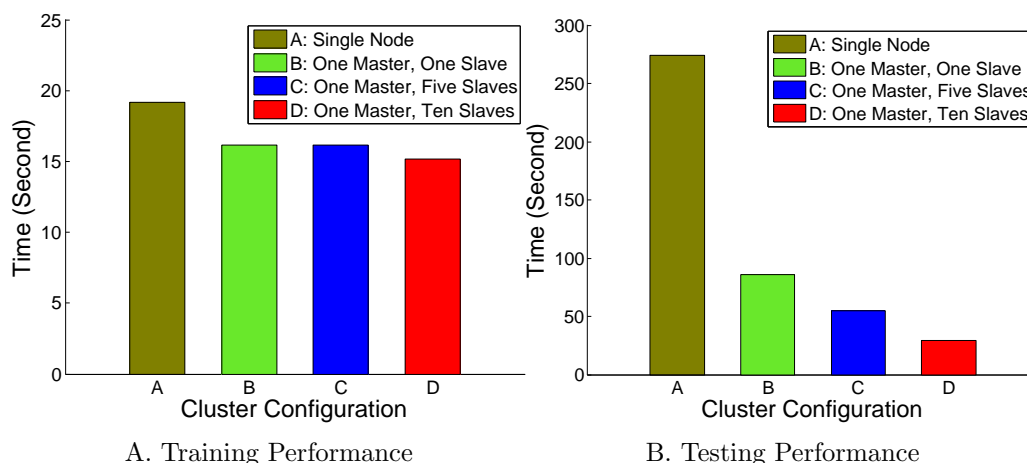 25
20
15
10
5
0
Time (Second)
A: Single Node
B: One Master, One Slave
C: One Master, Five Slaves
D: One Master, Ten Slaves
A B C D
Cluster Configuration
A. Training Performance
300
250
200
150
100
50
0
Time (Second)
A: Single Node
B: One Master, One Slave
C: One Master, Five Slaves
D: One Master, Ten Slaves
A B C D
Cluster Configuration
B. Testing Performance